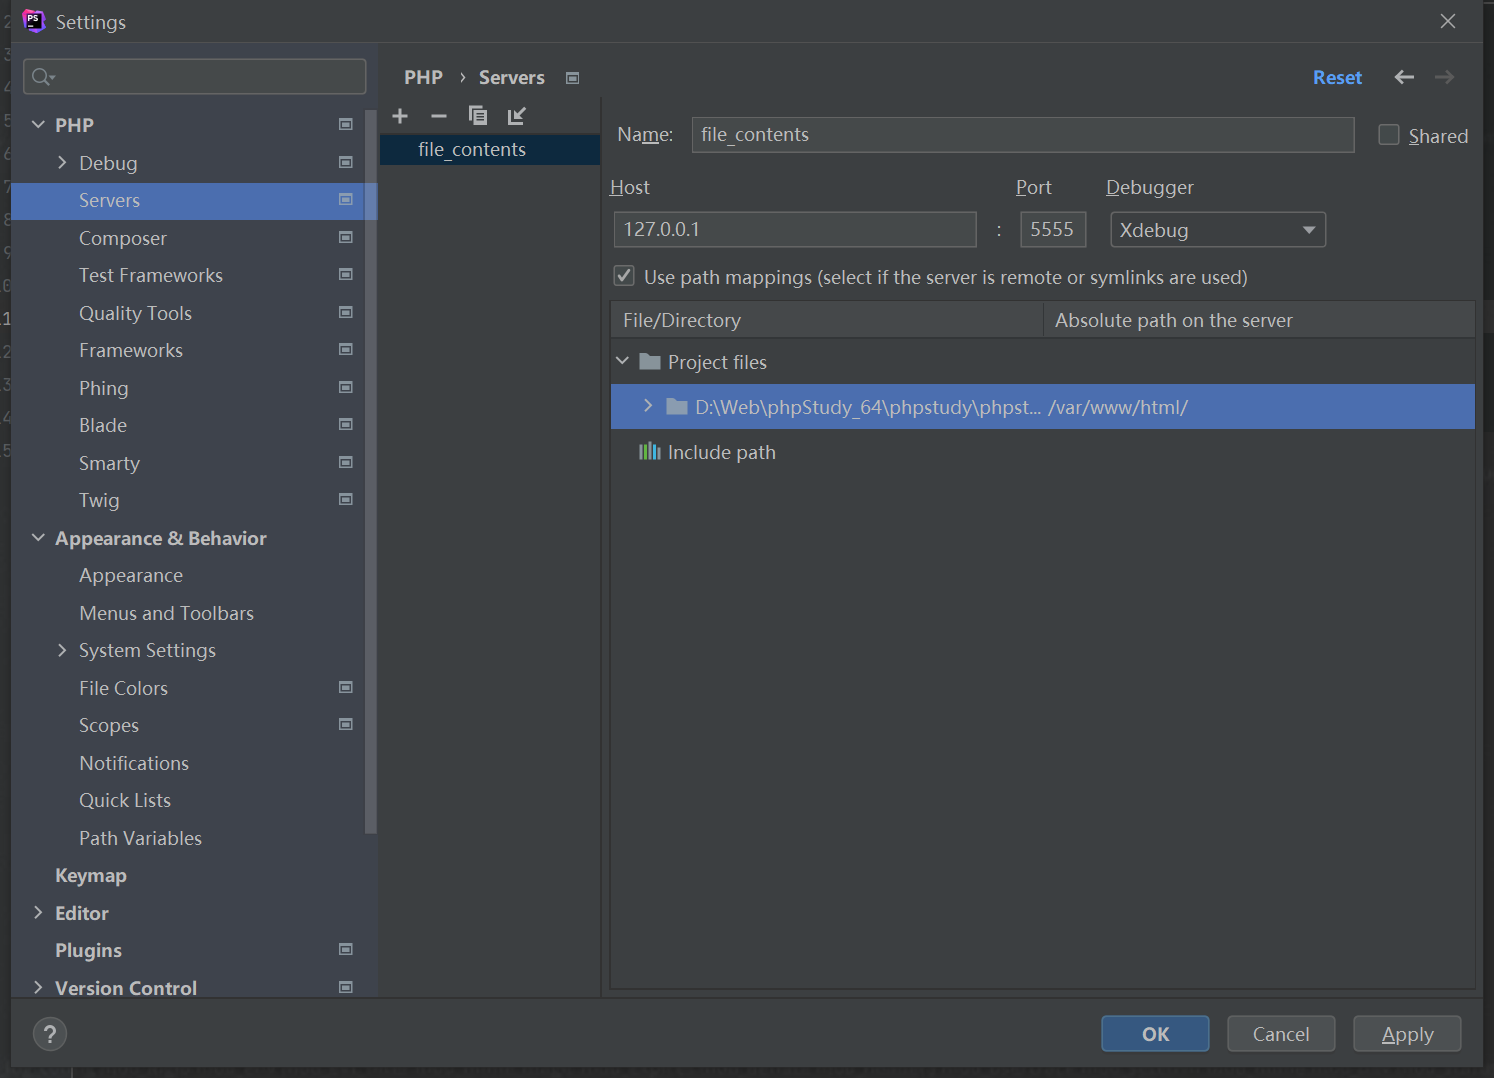 PS Settings
PHP › Servers
Reset
PHP
Debug
Servers
Composer
Test Frameworks
Quality Tools
Frameworks
Phing
Blade
Smarty
Twig
Appearance & Behavior
Appearance
Menus and Toolbars
System Settings
File Colors
Scopes
Notifications
Quick Lists
Path Variables
Keymap
Editor
Plugins
Version Control
file_contents
Name: file_contents
Shared
Host Port Debugger
127.0.0.1 : 5555 Xdebug
Use path mappings (select if the server is remote or symlinks are used)
File/Directory Absolute path on the server
Project files
D:\Web\phpStudy_64\phpstudy\phpst... /var/www/html/
Include path
?
OK Cancel Apply